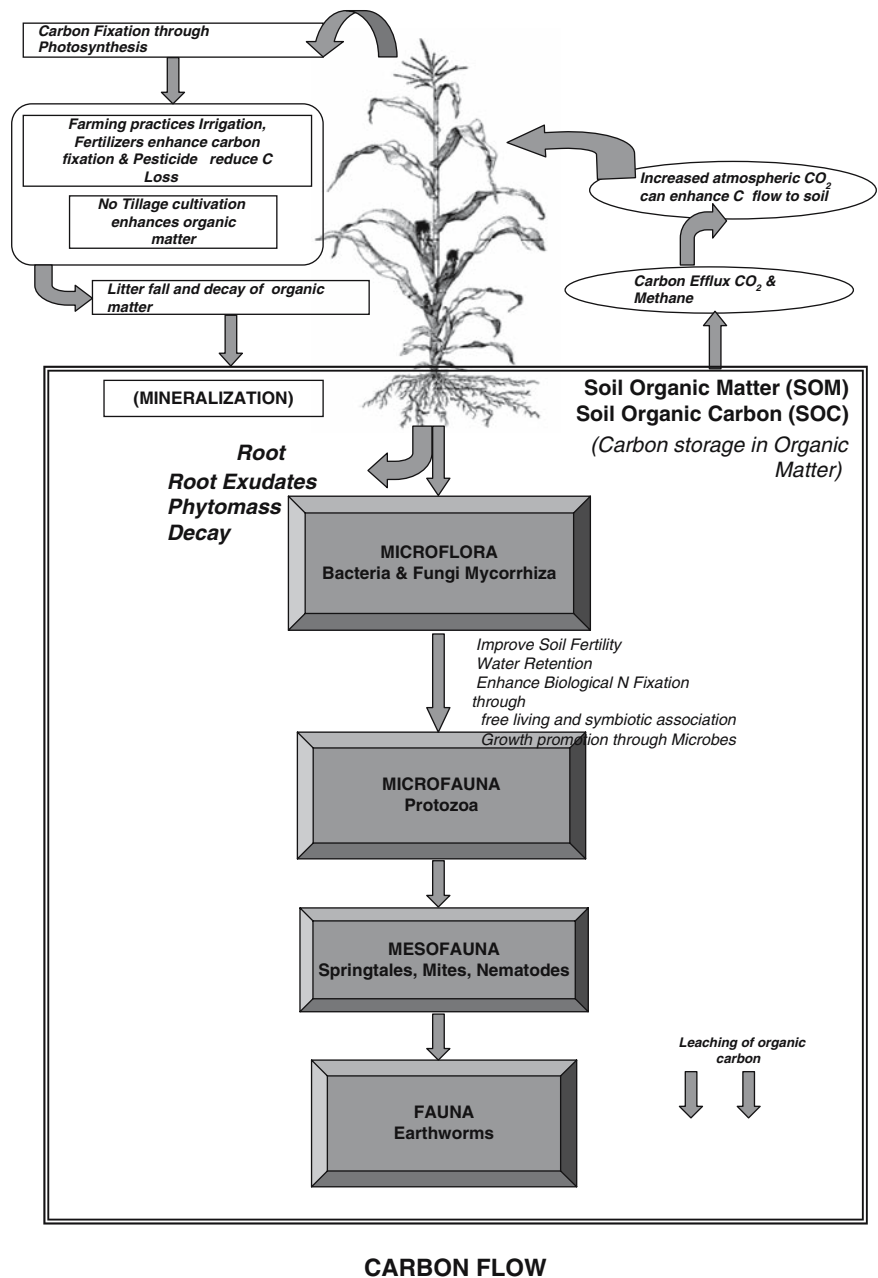 Carbon Fixation through
Photosynthesis
Farming practices Irrigation,
Fertilizers enhance carbon
fixation & Pesticide reduce C
Loss
No Tillage cultivation
enhances organic
matter
Litter fall and decay of organic
matter
Increased atmospheric CO2
can enhance C flow to soil
Carbon Efflux CO2 &
Methane
(MINERALIZATION)
Soil Organic Matter (SOM)
Soil Organic Carbon (SOC)
(Carbon storage in Organic
Matter)
Root
Root Exudates
Phytomass
Decay
MICROFLORA
Bacteria & Fungi Mycorrhiza
Improve Soil Fertility
Water Retention
Enhance Biological N Fixation
through
free living and symbiotic association
Growth promotion through Microbes
MICROFAUNA
Protozoa
MESOFAUNA
Springtales, Mites, Nematodes
FAUNA
Earthworms
Leaching of organic
carbon
CARBON FLOW